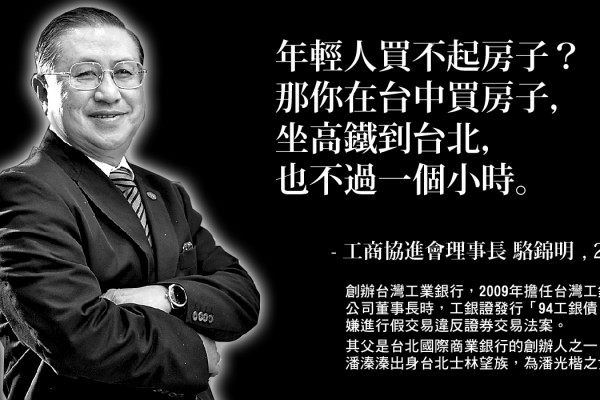 年輕人買不起房子？
那你在台中買房子，
坐高鐵到台北，
也不過一個小時。
- 工商協進會理事長 駱錦明 , 2
創辦台灣工業銀行，2009年擔任台灣工
公司董事長時，工銀證發行「94工銀債
嫌進行假交易違反證券交易法案。
其父是台北國際商業銀行的創辦人之一
潘溱溱出身台北士林望族，為潘光楷之